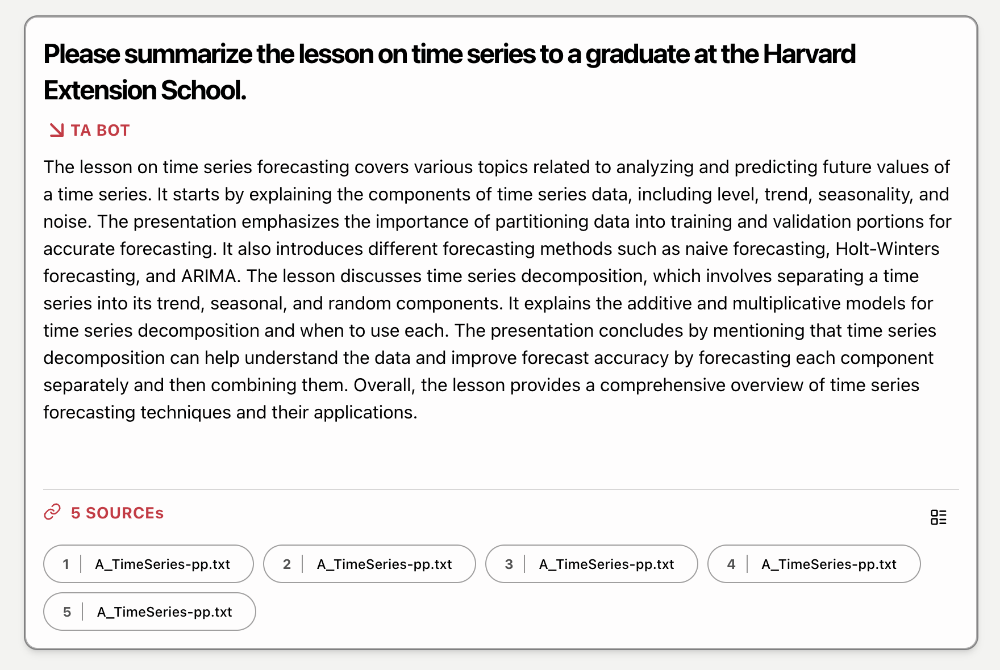 Please summarize the lesson on time series to a graduate at the Harvard
Extension School.
TA BOT
The lesson on time series forecasting covers various topics related to analyzing and predicting future values of
a time series. It starts by explaining the components of time series data, including level, trend, seasonality, and
noise. The presentation emphasizes the importance of partitioning data into training and validation portions for
accurate forecasting. It also introduces different forecasting methods such as naive forecasting, Holt-Winters
forecasting, and ARIMA. The lesson discusses time series decomposition, which involves separating a time
series into its trend, seasonal, and random components. It explains the additive and multiplicative models for
time series decomposition and when to use each. The presentation concludes by mentioning that time series
decomposition can help understand the data and improve forecast accuracy by forecasting each component
separately and then combining them. Overall, the lesson provides a comprehensive overview of time series
forecasting techniques and their applications.
5 SOURCEs
1 A_TimeSeries-pp.txt 2 A_TimeSeries-pp.txt 3 A_TimeSeries-pp.txt 4 A_TimeSeries-pp.txt
5 A_TimeSeries-pp.txt